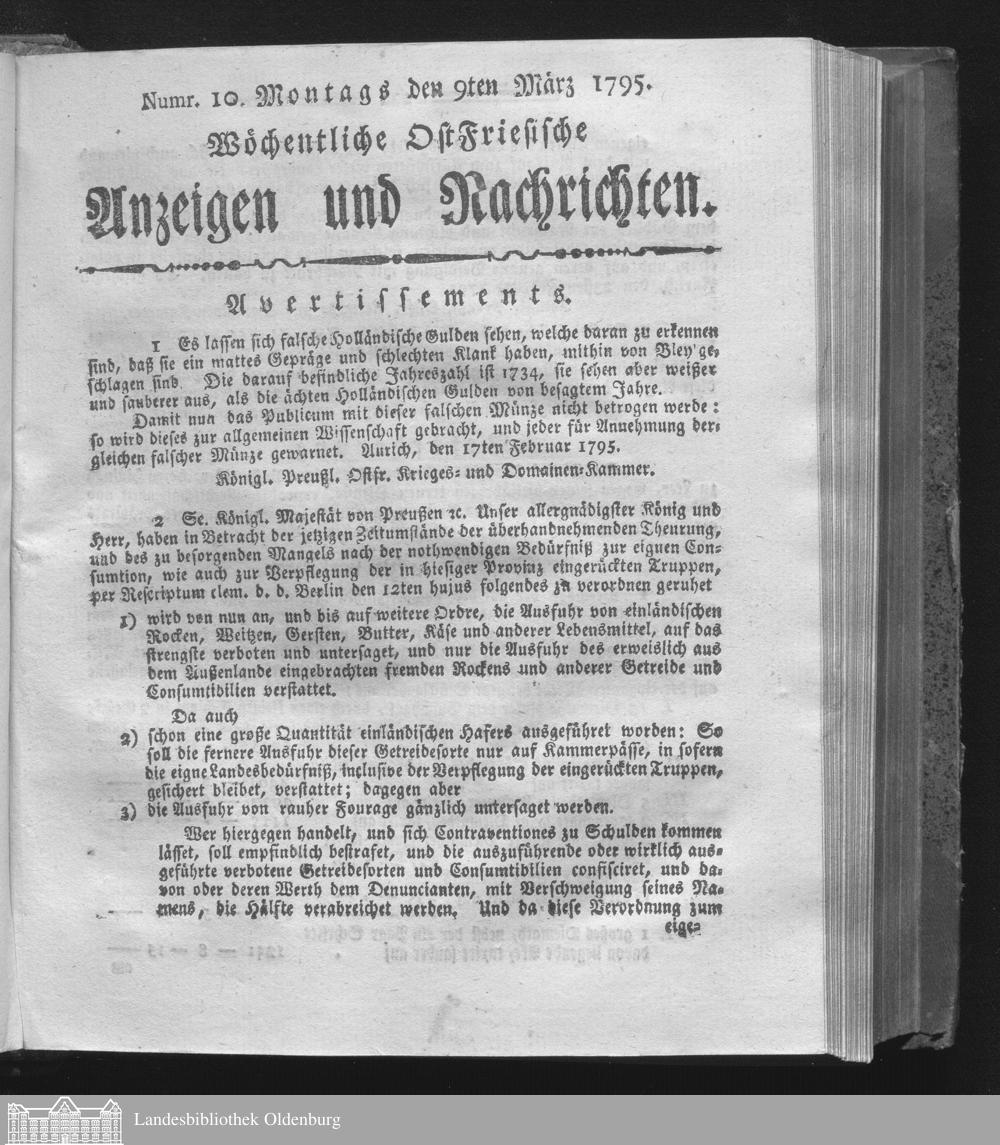 Numr. 10. Montags den 9ten März 1795.
Wöchentliche OstFriesische
Anzeigen und Nachrichten.
Avertissements.
1 Es lassen sich falsche Holländische Gulden sehen, welche daran zu erkennen
sind, daß sie ein mattes Gepräge und schlechten Klank haben, mithin von Bley ge-
schlagen sind. Die darauf befindliche Jahreszahl ist 1734, sie sehen aber weißer
und sauberer aus, als die ächten Holländischen Gulden von besagtem Jahre.
Damit nun das Publicum mit dieser falschen Münze nicht betrogen werde:
so wird dieses zur allgemeinen Wissenschaft gebracht, und jeder für Annehmung der-
gleichen falscher Münze gewarnet. Aurich, den 17ten Februar 1795.
Königl. Preußl. Ostfr. Krieges- und Domainen-Kammer.
2 Se. Königl. Majestät von Preußen ꝛc. Unser allergnädigster König und
Herr, haben in Betracht der jetzigen Zeitumstände der überhandnehmenden Theurung,
und des zu besorgenden Mangels nach der nothwendigen Bedürfniß zur eignen Con-
sumtion, wie auch zur Verpflegung der in hiesiger Provinz eingerückten Truppen,
per Rescriptum clem. d. d. Berlin den 12ten hujus folgendes zu verordnen geruhet
1) wird von nun an, und bis auf weitere Ordre, die Ausfuhr von einländischen
Rocken, Weitzen, Gersten, Butter, Käse und anderer Lebensmittel, auf das
strengste verboten und untersaget, und nur die Ausfuhr des erweislich aus
dem Außenlande eingebrachten fremden Rockens und anderer Getreide und
Consumtibilien verstattet.
Da auch
2) schon eine große Quantität einländischen Hafers ausgeführet worden: So
soll die fernere Ausfuhr dieser Getreidesorte nur auf Kammerpässe, in sofern
die eigne Landesbedürfniß, inclusive der Verpflegung der eingerückten Truppen,
gesichert bleibet, verstattet; dagegen aber
3) die Ausfuhr von rauher Fourage gänzlich untersaget werden.
Wer hiergegen handelt, und sich Contraventiones zu Schulden kommen
lässet, soll empfindlich bestrafet, und die auszuführende oder wirklich aus-
geführte verbotene Getreidesorten und Consumtibilien confisciret, und da-
von oder deren Werth dem Denuncianten, mit Verschweigung seines Na-
mens, die Hälfte verabreichet werden. Und da diese Verordnung zum
eige-
Landesbibliothek Oldenburg